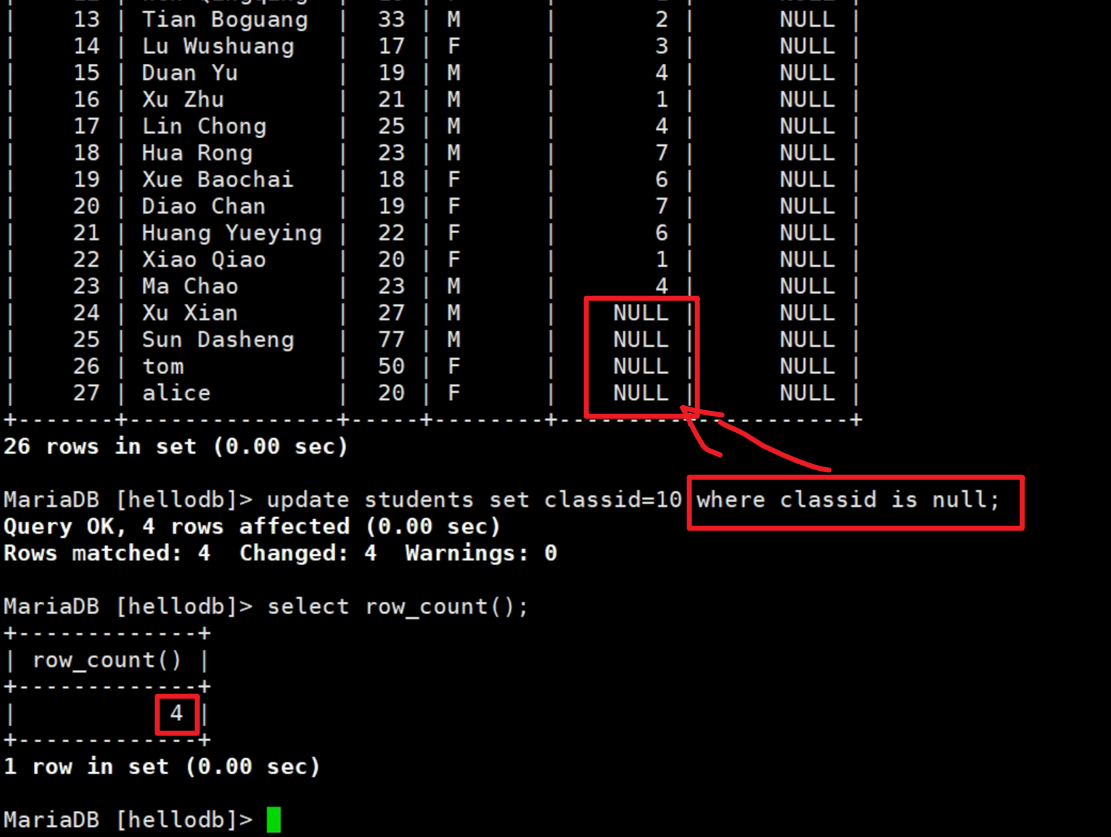 | 13 | Tian Boguang | 33 | M | 2 | NULL |
| 14 | Lu Wushuang | 17 | F | 3 | NULL |
| 15 | Duan Yu | 19 | M | 4 | NULL |
| 16 | Xu Zhu | 21 | M | 1 | NULL |
| 17 | Lin Chong | 25 | M | 4 | NULL |
| 18 | Hua Rong | 23 | M | 7 | NULL |
| 19 | Xue Baochai | 18 | F | 6 | NULL |
| 20 | Diao Chan | 19 | F | 7 | NULL |
| 21 | Huang Yueying | 22 | F | 6 | NULL |
| 22 | Xiao Qiao | 20 | F | 1 | NULL |
| 23 | Ma Chao | 23 | M | 4 | NULL |
| 24 | Xu Xian | 27 | M | NULL | NULL |
| 25 | Sun Dasheng | 77 | M | NULL | NULL |
| 26 | tom | 50 | F | NULL | NULL |
| 27 | alice | 20 | F | NULL | NULL |
+-------+---------------+-----+--------+---------+-----------+
26 rows in set (0.00 sec)
MariaDB [hellodb]> update students set classid=10 where classid is null;
Query OK, 4 rows affected (0.00 sec)
Rows matched: 4  Changed: 4  Warnings: 0
MariaDB [hellodb]> select row_count();
+-------------+
| row_count() |
+-------------+
|           4 |
+-------------+
1 row in set (0.00 sec)
MariaDB [hellodb]>